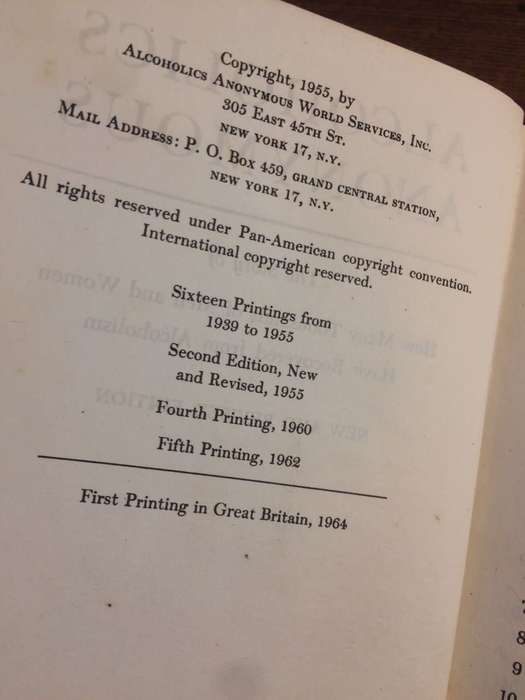 Copyright, 1955, by
Alcoholics Anonymous World Services, Inc.
305 East 45th St.
New York 17, N.Y.
Mail Address: P. O. Box 459, Grand Central Station,
New York 17, N.Y.
All rights reserved under Pan-American copyright convention.
International copyright reserved.
Sixteen Printings from
1939 to 1955
Second Edition, New
and Revised, 1955
Fourth Printing, 1960
Fifth Printing, 1962
First Printing in Great Britain, 1964
8
9
10